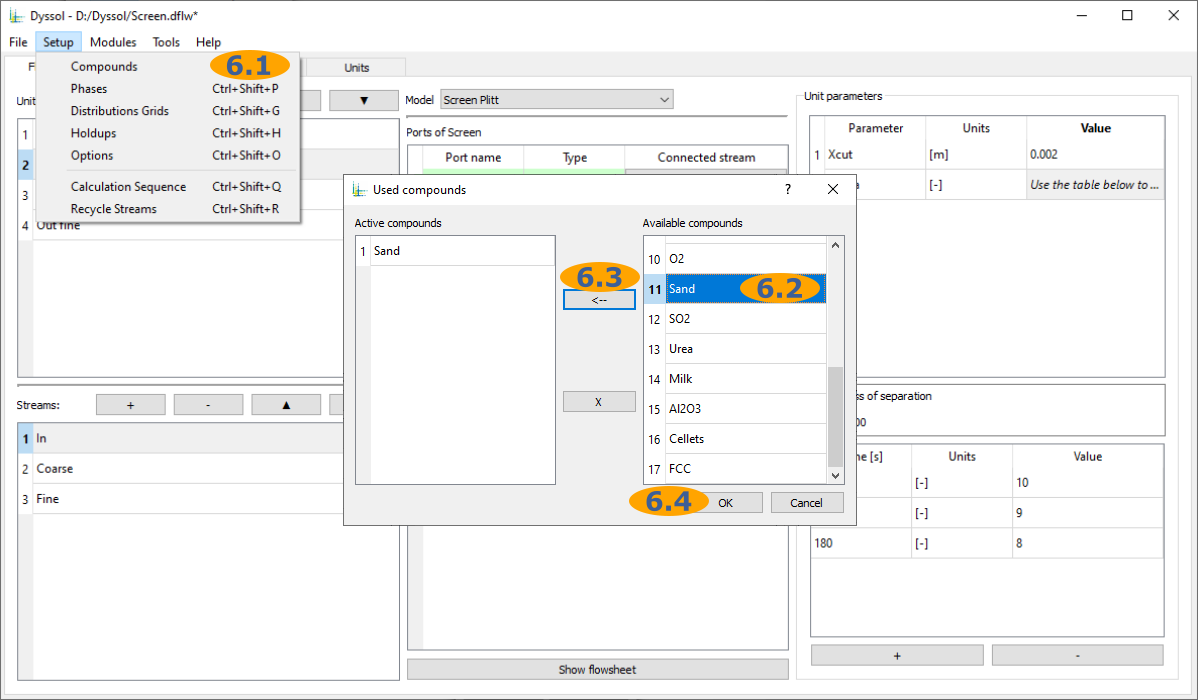 Dyssol - D:/Dyssol/Screen.dflw*
File Setup Modules Tools Help
Compounds 6.1
Phases Ctrl+Shift+P
Distributions Grids Ctrl+Shift+G
Holdups Ctrl+Shift+H
Options Ctrl+Shift+O
Calculation Sequence Ctrl+Shift+Q
Recycle Streams Ctrl+Shift+R
F
Units
Unit
▼
1
2
3
4 Out fine
Model Screen Plitt
Ports of Screen
Port name Type Connected stream
Unit parameters
Parameter Units Value
1 Xcut [m] 0.002
a [-] Use the table below to ...
Used compounds ?
Active compounds
1 Sand
6.3
<--
X
Available compounds
10 O2
11 Sand 6.2
12 SO2
13 Urea
14 Milk
15 Al2O3
16 Cellets
17 FCC
6.4 OK Cancel
Streams: + - ▲
1 In
2 Coarse
3 Fine
ss of separation
00
ne [s] Units Value
[-] 10
[-] 9
180 [-] 8
+ -
Show flowsheet